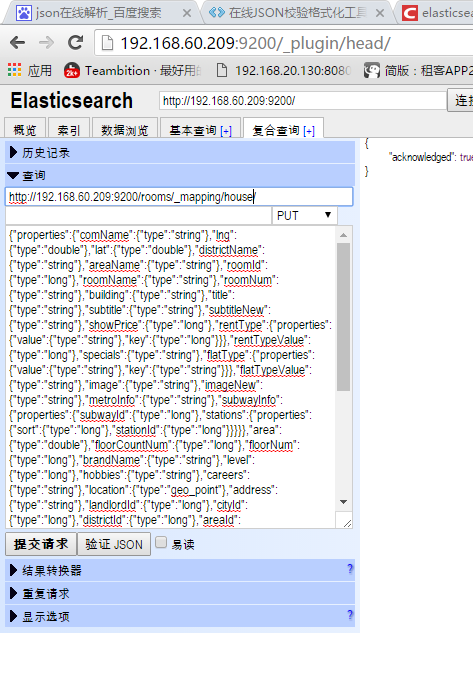 json在线解析_百度搜索
在线JSON校验格式化工具
elasticse
192.168.60.209:9200/_plugin/head/
应用
Teambition · 最好用的
192.168.20.130:8080
简版：租客APP2
Elasticsearch
http://192.168.60.209:9200/
连接
概览
索引
数据浏览
基本查询 [+]
复合查询 [+]
历史记录
查询
http://192.168.60.209:9200/rooms/_mapping/house/
PUT
{"properties":{"comName":{"type":"string"},"lng":
{"type":"double"},"lat":{"type":"double"},"districtName":
{"type":"string"},"areaName":{"type":"string"},"roomId":
{"type":"long"},"roomName":{"type":"string"},"roomNum":
{"type":"string"},"building":{"type":"string"},"title":
{"type":"string"},"subtitle":{"type":"string"},"subtitleNew":
{"type":"string"},"showPrice":{"type":"long"},"rentType":{"properties":
{"value":{"type":"string"},"key":{"type":"long"}}},"rentTypeValue":
{"type":"long"},"specials":{"type":"string"},"flatType":{"properties":
{"value":{"type":"string"},"key":{"type":"string"}}},"flatTypeValue":
{"type":"string"},"image":{"type":"string"},"imageNew":
{"type":"string"},"metroInfo":{"type":"string"},"subwayInfo":
{"properties":{"subwayId":{"type":"long"},"stations":{"properties":
{"sort":{"type":"long"},"stationId":{"type":"long"}}}}},"area":
{"type":"double"},"floorCountNum":{"type":"long"},"floorNum":
{"type":"long"},"brandName":{"type":"string"},"level":
{"type":"long"},"hobbies":{"type":"string"},"careers":
{"type":"string"},"location":{"type":"geo_point"},"address":
{"type":"string"},"landlordId":{"type":"long"},"cityId":
{"type":"long"},"districtId":{"type":"long"},"areaId":
提交请求
验证 JSON
易读
结果转换器 ?
重复请求
显示选项 ?
{
"acknowledged": true
}